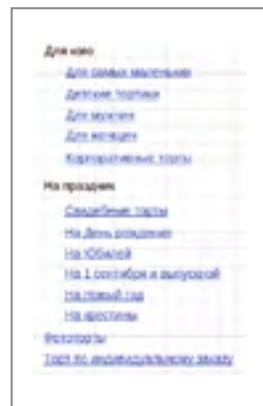 Для кого
Для самых маленьких
Детские тортики
Для мужчин
Для женщин
Корпоративные торты
На праздник
Свадебные торты
На День рождения
На Юбилей
На 1 сентября и выпускной
На Новый год
На крестины
Фототорты
Торт по индивидуальному заказу